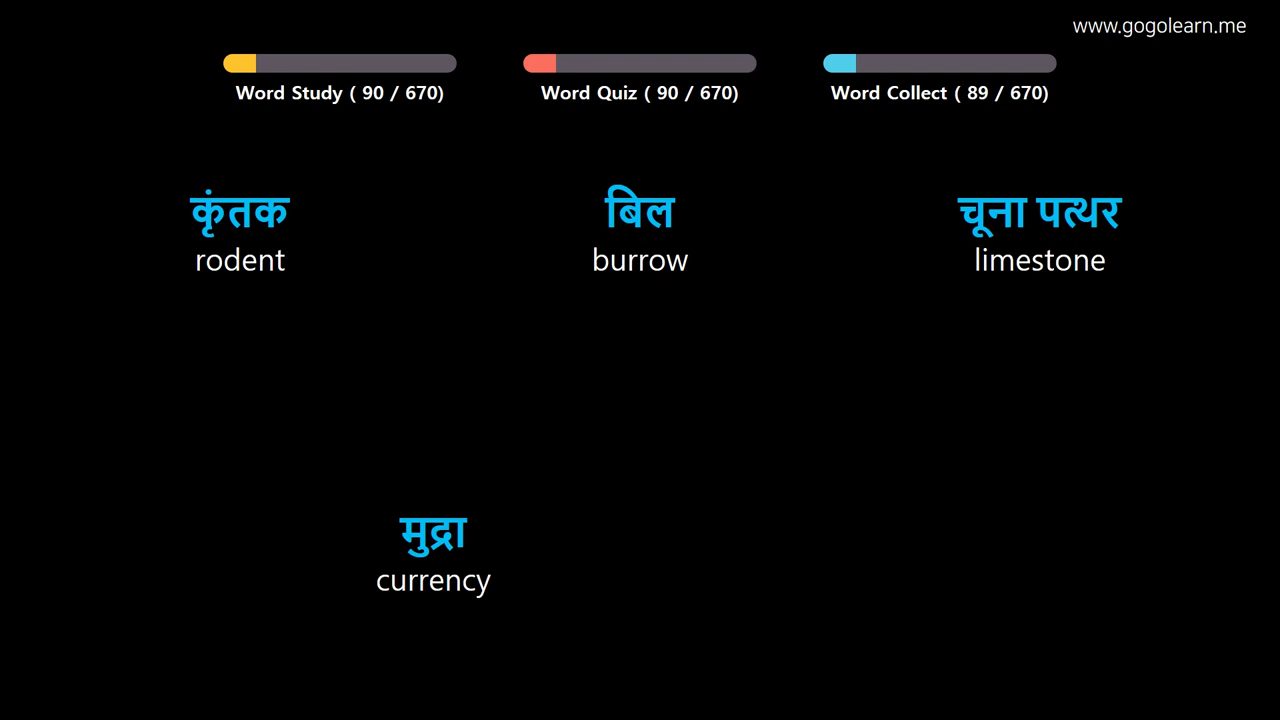 www.gogolearn.me
Word Study ( 90 / 670)
Word Quiz ( 90 / 670)
Word Collect ( 89 / 670)
कृंतक
rodent
बिल
burrow
चूना पत्थर
limestone
मुद्रा
currency